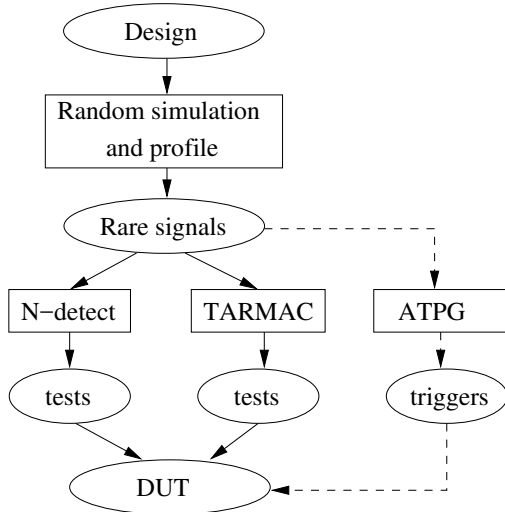 Design
Random simulation
and profile
Rare signals
N−detect
TARMAC
ATPG
tests
tests
triggers
DUT